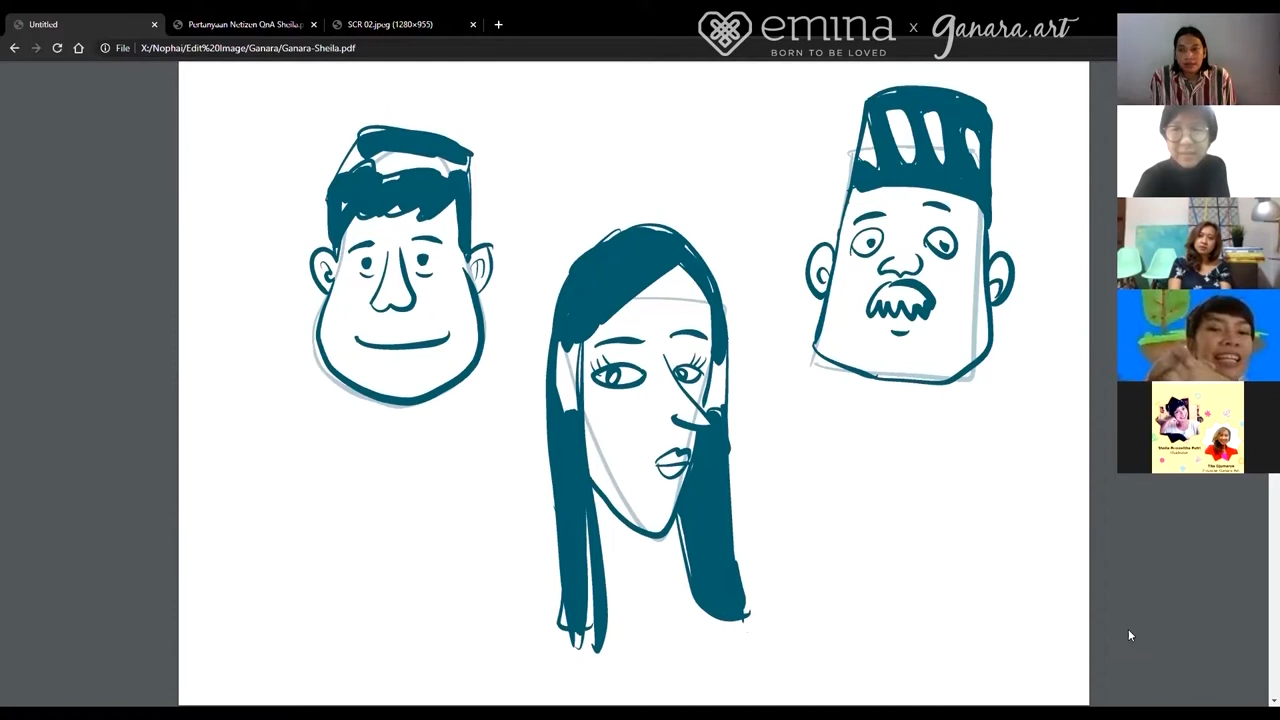 Untitled
Pertanyaan Netizen QnA Sheila.p
SCR 02.jpeg (1280×955)
File
X:/Nophai/Edit%20Image/Ganara/Ganara-Sheila.pdf
emina x ganara.art
BORN TO BE LOVED